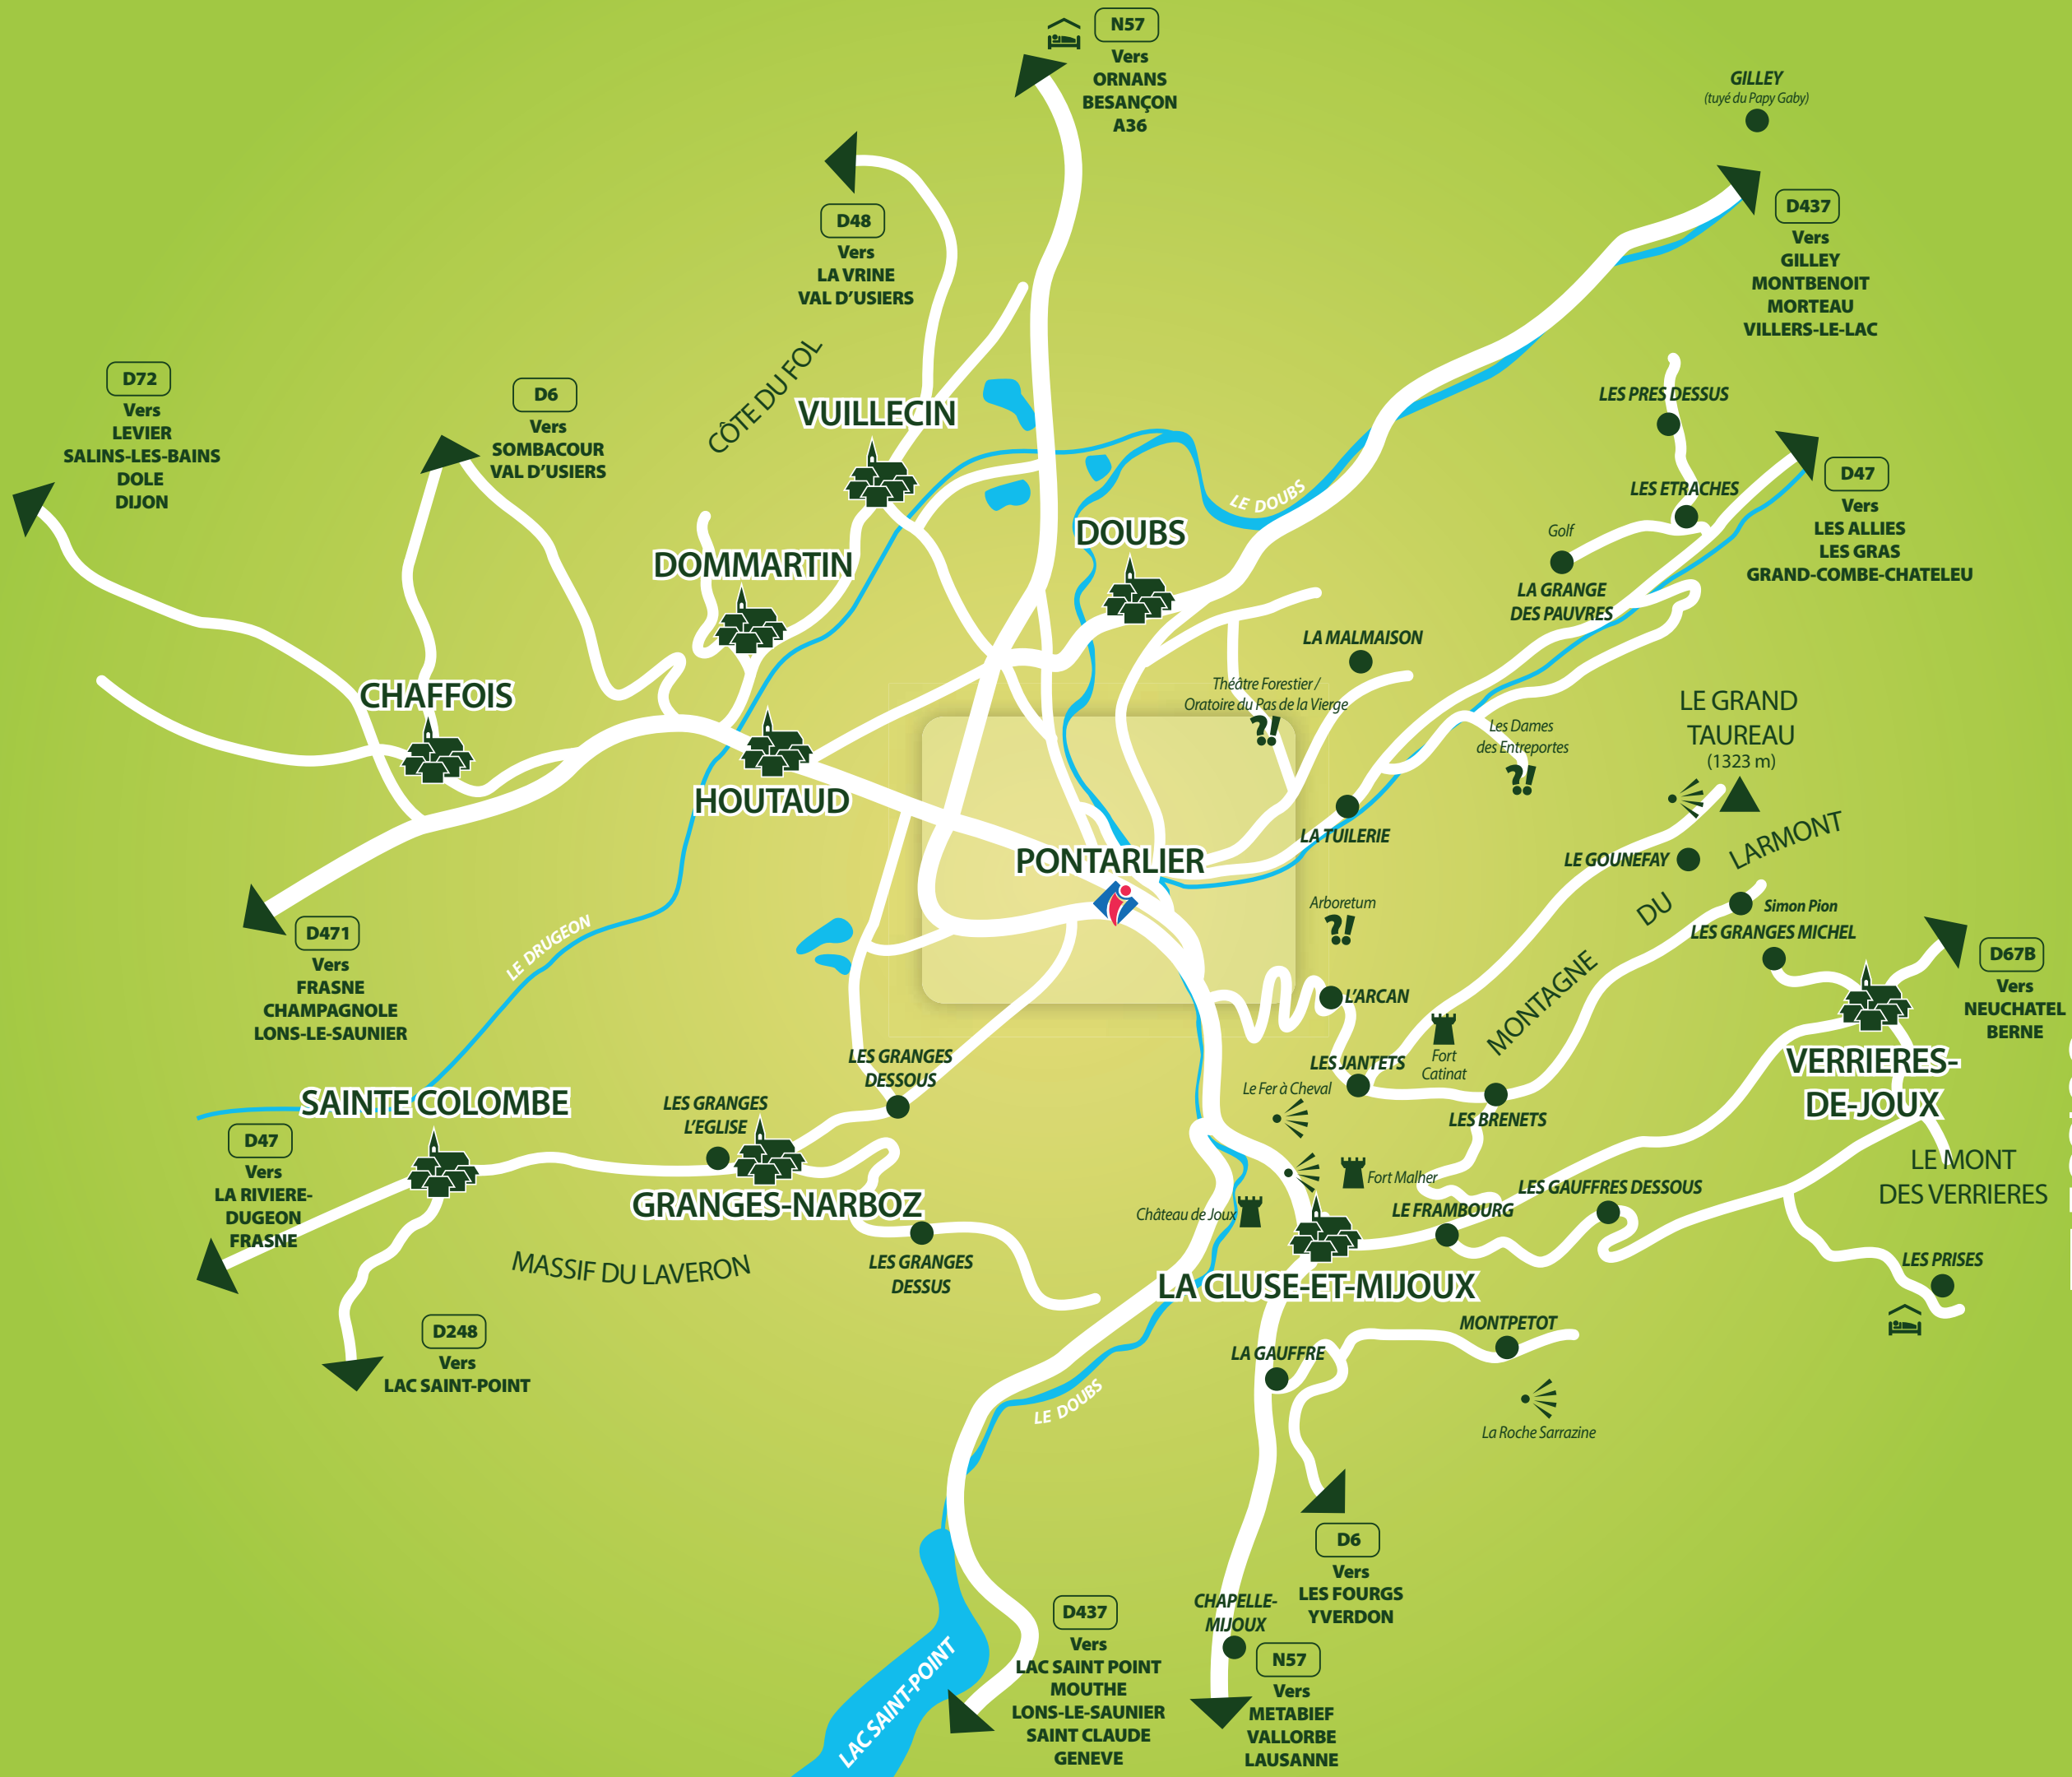 N57
Vers
ORNANS
BESANÇON
A36
GILLEY
(tuyé du Papy Gaby)
D48
Vers
LA VRINE
VAL D’USIERS
D437
Vers
GILLEY
MONTBENOIT
MORTEAU
VILLERS-LE-LAC
D72
Vers
LEVIER
SALINS-LES-BAINS
DOLE
DIJON
D6
Vers
SOMBACOUR
VAL D’USIERS
CÔTE DU FOL
VUILLECIN
LES PRES DESSUS
LES ETRACHES
D47
Vers
LES ALLIES
LES GRAS
GRAND-COMBE-CHATELEU
LE DOUBS
DOUBS
Golf
LA GRANGE
DES PAUVRES
DOMMARTIN
LA MALMAISON
CHAFFOIS
Théâtre Forestier /
Oratoire du Pas de la Vierge
Les Dames
des Entreportes
LE GRAND
TAUREAU
(1323 m)
HOUTAUD
LA TUILERIE
PONTARLIER
LE GOUNEFAY
MONTAGNE DU LARMONT
Arboretum
Simon Pion
LES GRANGES MICHEL
D471
Vers
FRASNE
CHAMPAGNOLE
LONS-LE-SAUNIER
LE DRUGEON
D67B
Vers
NEUCHATEL
BERNE
L’ARCAN
LES GRANGES
DESSOUS
LES JANTETS
Fort
Catinat
VERRIERES-
DE-JOUX
Le Fer à Cheval
LES BRENETS
SAINTE COLOMBE
LES GRANGES
L’EGLISE
D47
Vers
LA RIVIERE-
DUGEON
FRASNE
GRANGES-NARBOZ
LE MONT
DES VERRIERES
Fort Malher
Château de Joux
LES GAUFFRES DESSOUS
LE FRAMBOURG
MASSIF DU LAVERON
LES GRANGES
DESSUS
LA CLUSE-ET-MIJOUX
LES PRISES
D248
Vers
LAC SAINT-POINT
MONTPETOT
LA GAUFFRE
LE DOUBS
La Roche Sarrazine
D6
Vers
LES FOURGS
YVERDON
CHAPELLE-
MIJOUX
LAC SAINT-POINT
D437
Vers
LAC SAINT POINT
MOUTHE
LONS-LE-SAUNIER
SAINT CLAUDE
GENEVE
N57
Vers
METABIEF
VALLORBE
LAUSANNE